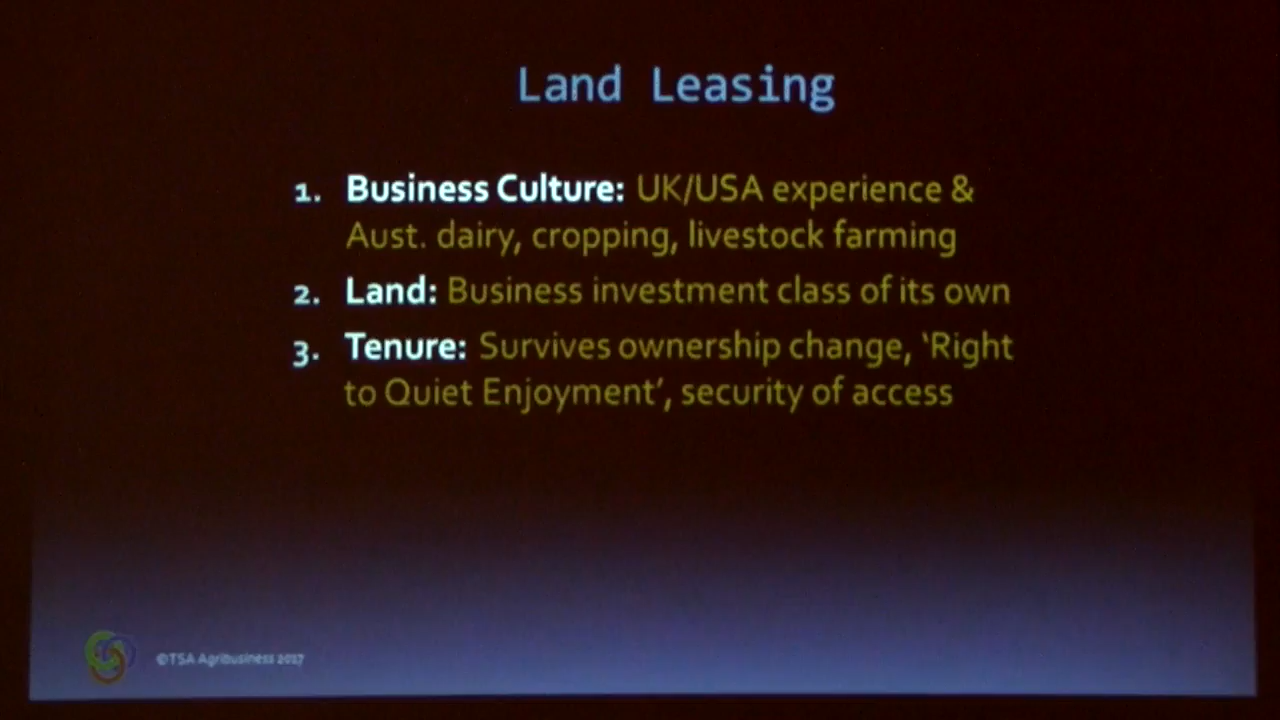 Land Leasing
1. Business Culture: UK/USA experience &
Aust. dairy, cropping, livestock farming
2. Land: Business investment class of its own
3. Tenure: Survives ownership change, ‘Right
to Quiet Enjoyment’, security of access
©TSA Agribusiness 2017